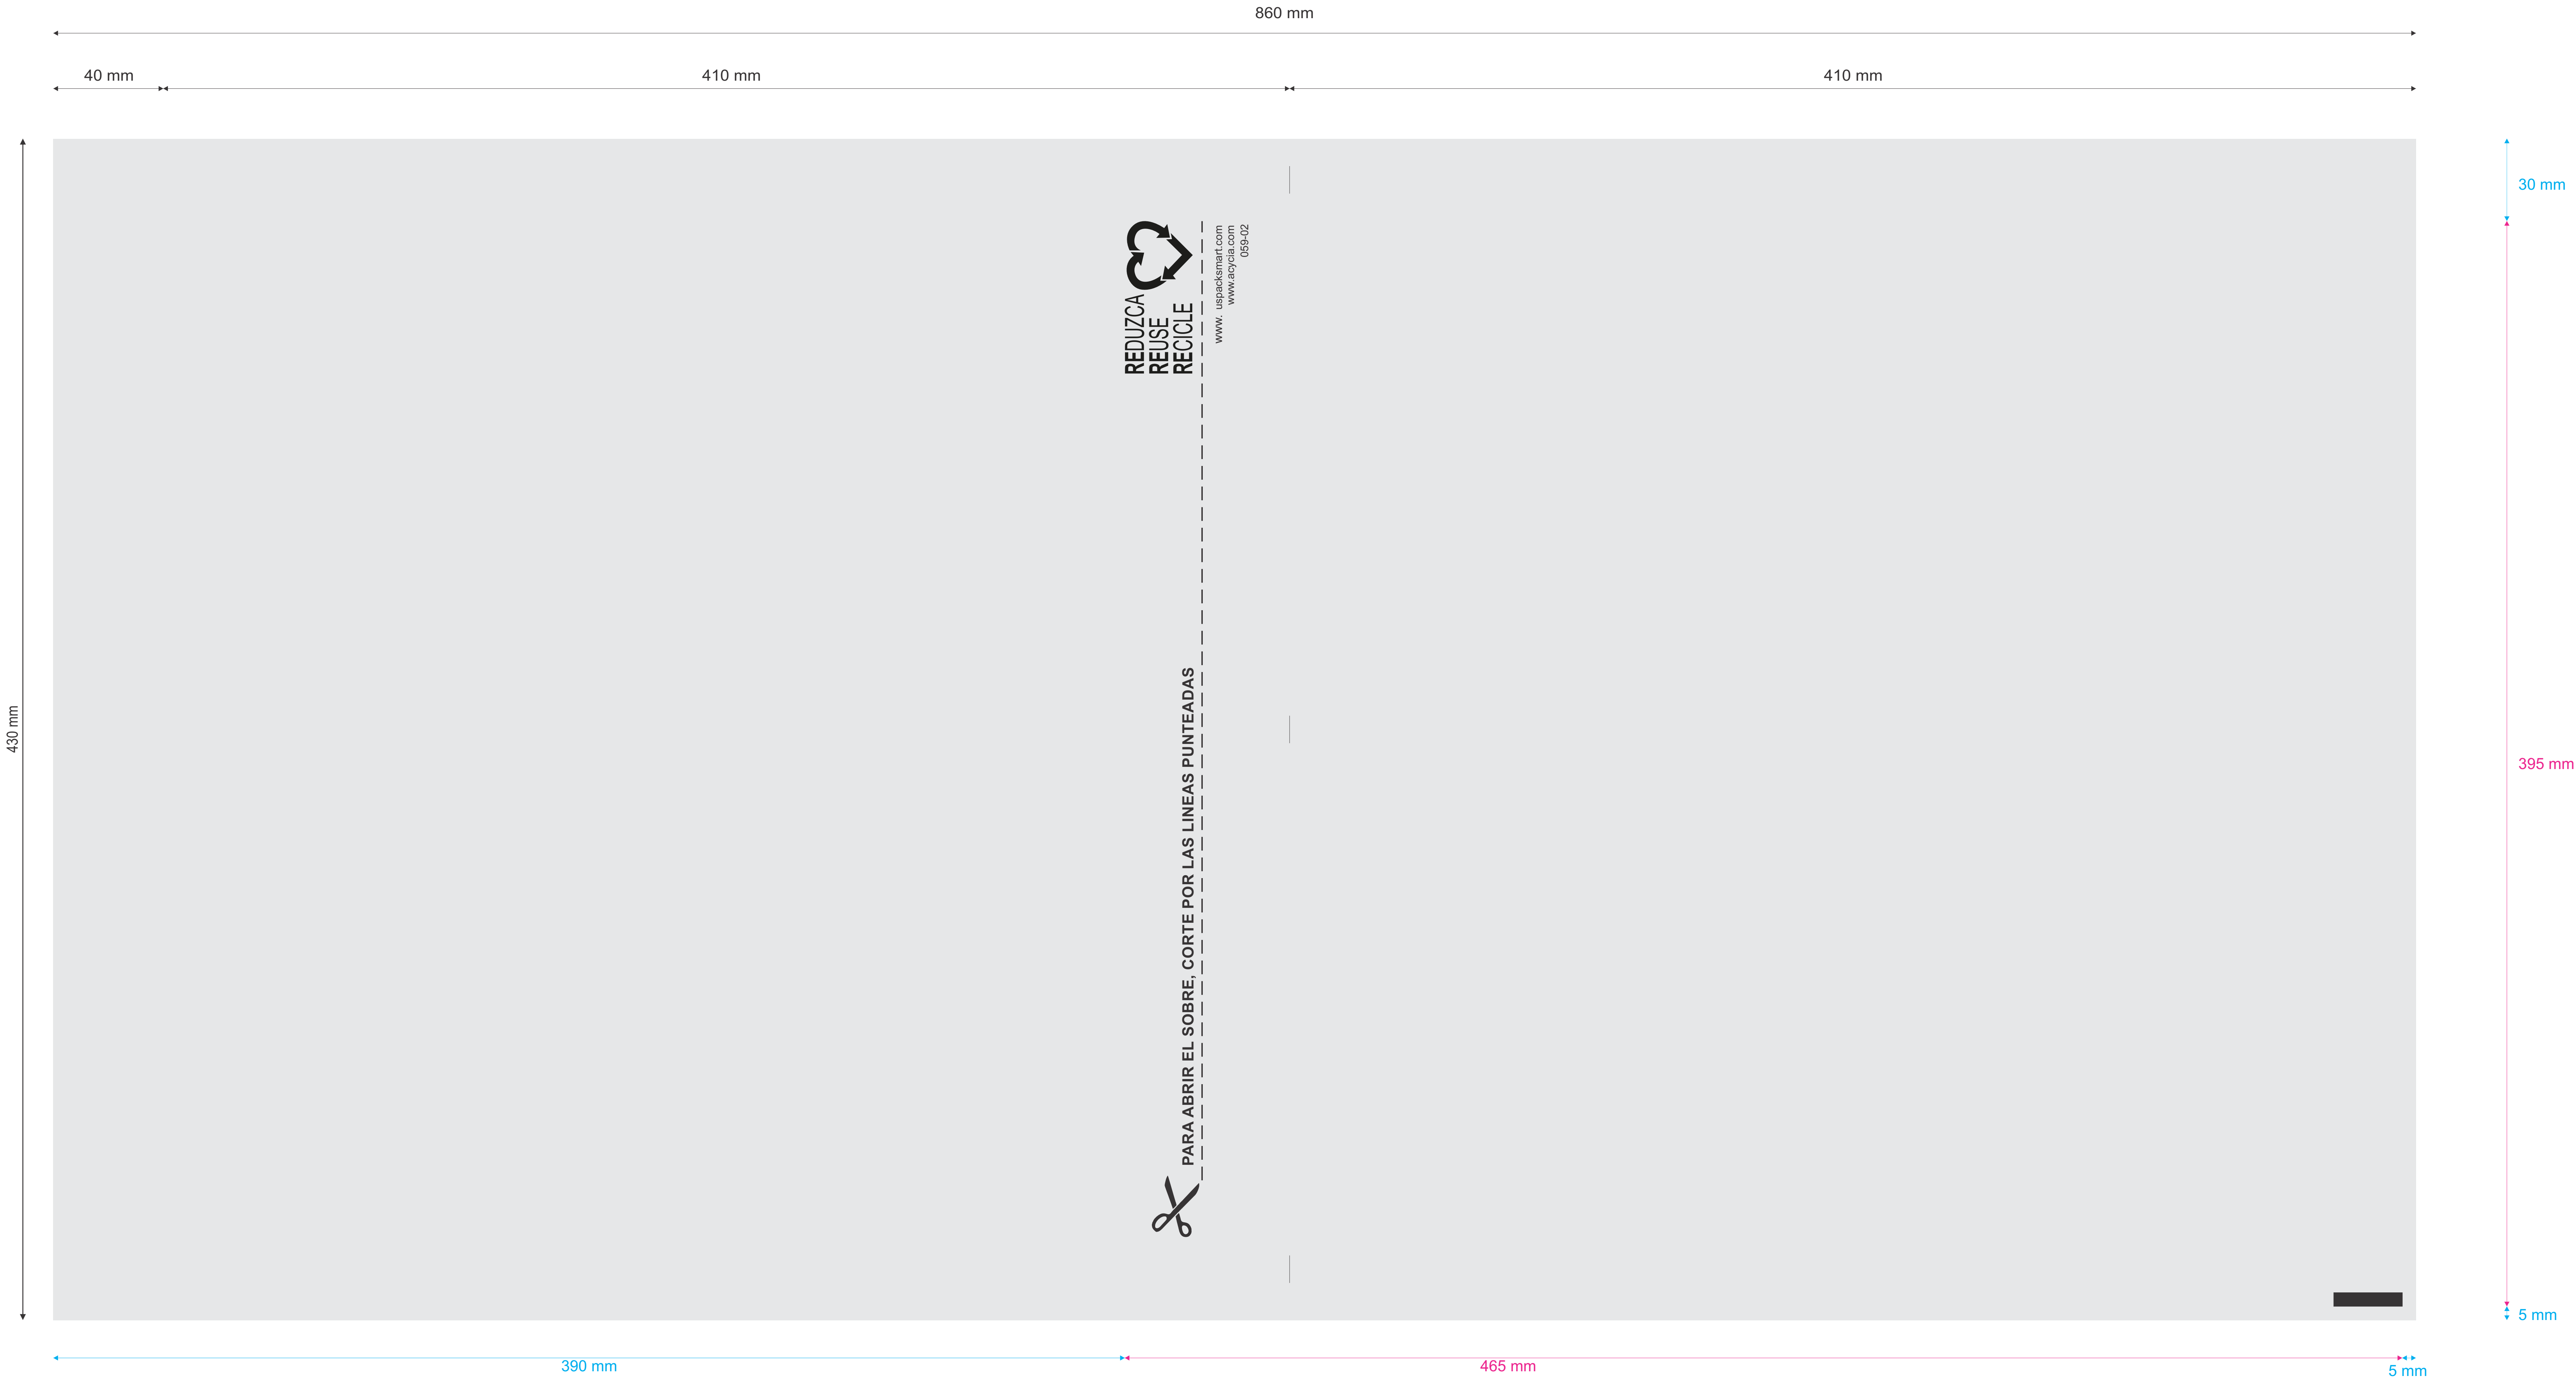 860 mm
40 mm
410 mm
410 mm
30 mm
REDUZCA
REUSE
RECICLE
www. uspacksmart.com
www.acycia.com
059-02
430 mm
395 mm
PARA ABRIR EL SOBRE, CORTE POR LAS LINEAS PUNTEADAS
5 mm
390 mm
465 mm
5 mm